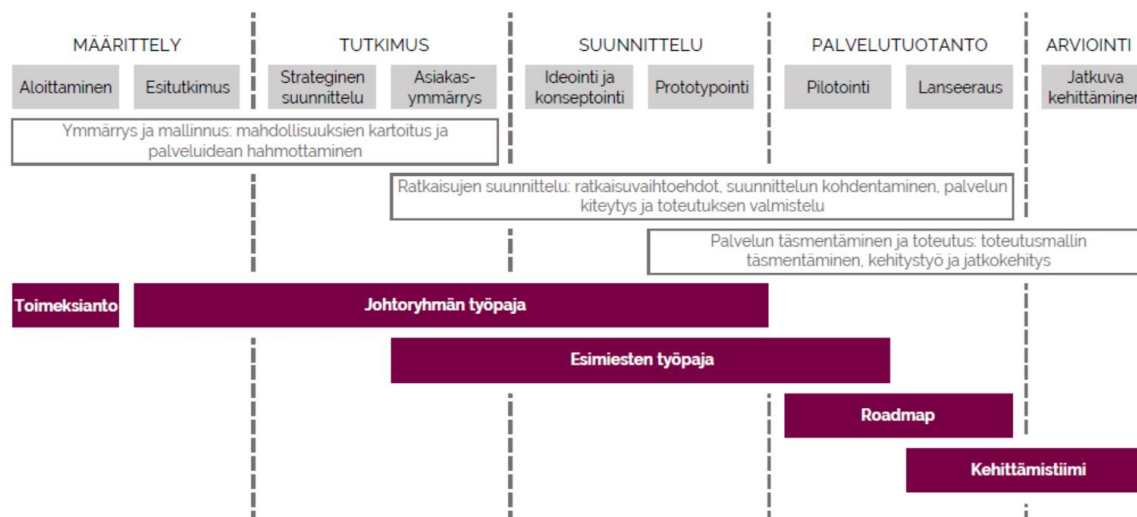 MÄÄRITTELY
TUTKIMUS
SUUNNITTELU
PALVELUTUOTANTO
ARVIOINTI
Aloittaminen
Esitutkimus
Strateginen
suunnittelu
Asiakas-
ymmärrys
Ideointi ja
konseptointi
Prototypointi
Pilotointi
Lanseeraus
Jatkuva
kehittäminen
Ymmärrys ja mallinnus: mahdollisuuksien kartoitus ja
palveluidean hahmottaminen
Ratkaisujen suunnittelu: ratkaisuvaihtoehdot, suunnittelun kohdentaminen, palvelun
kiteytys ja toteutuksen valmistelu
Palvelun täsmentäminen ja toteutus: toteutusmallin
täsmentäminen, kehitystyö ja jatkokehitys
Toimeksianto
Johtoryhmän työpaja
Esimiesten työpaja
Roadmap
Kehittämistiimi